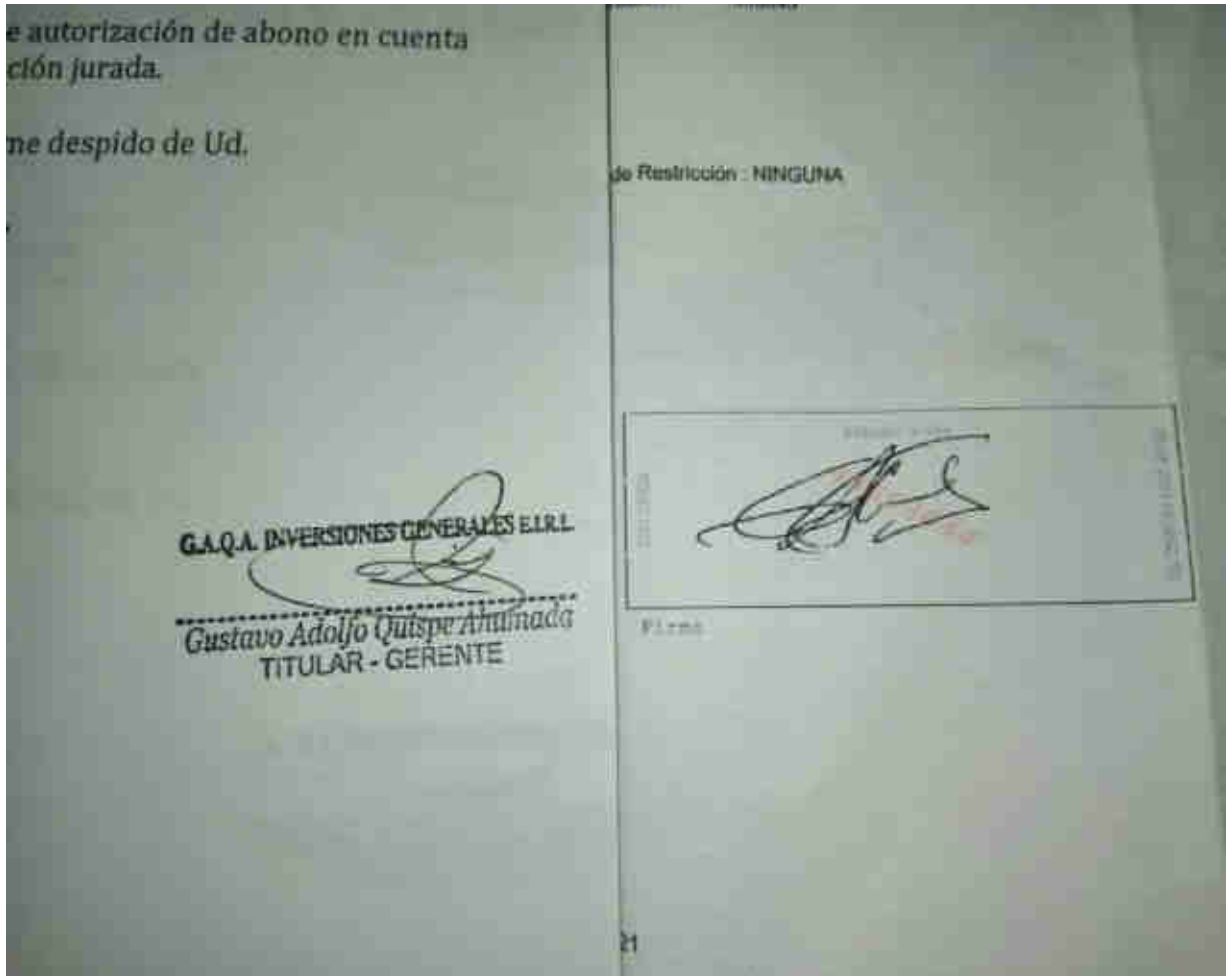 e autorización de abono en cuenta
ción jurada.
me despido de Ud.
G.A.Q.A. INVERSIONES GENERALES E.I.R.L.
Gustavo Adolfo Quispe Ahumada
TITULAR - GERENTE
de Restricción : NINGUNA
Firma
21